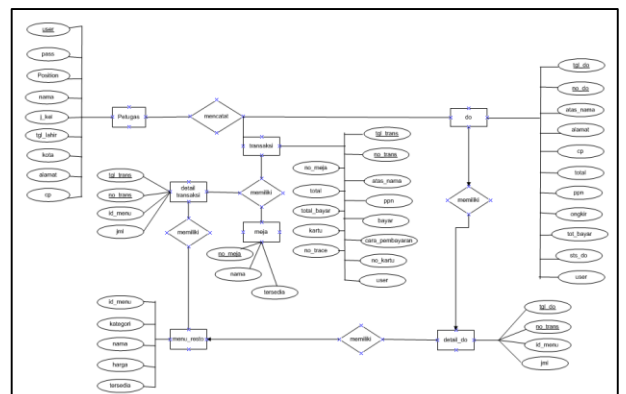 user
pass
Position
nama
j_kel
tgl_lahir
kota
alamat
cp
Petugas
mencatat
do
transaksi
tgl_do
no_do
atas_nama
alamat
cp
total
ppn
ongkir
tot_bayar
sts_do
user
tgl_trans
no_trans
id_menu
jml
detail
transaksi
memiliki
memiliki
meja
no_meja
nama
tersedia
tgl_trans
no_trans
no_meja
atas_nama
total
ppn
total_bayar
bayar
kartu
cara_pembayaran
no_trace
no_kartu
user
memiliki
id_menu
kategori
nama
harga
tersedia
menu_resto
memiliki
detail_do
tgl_do
no_trans
id_menu
jml